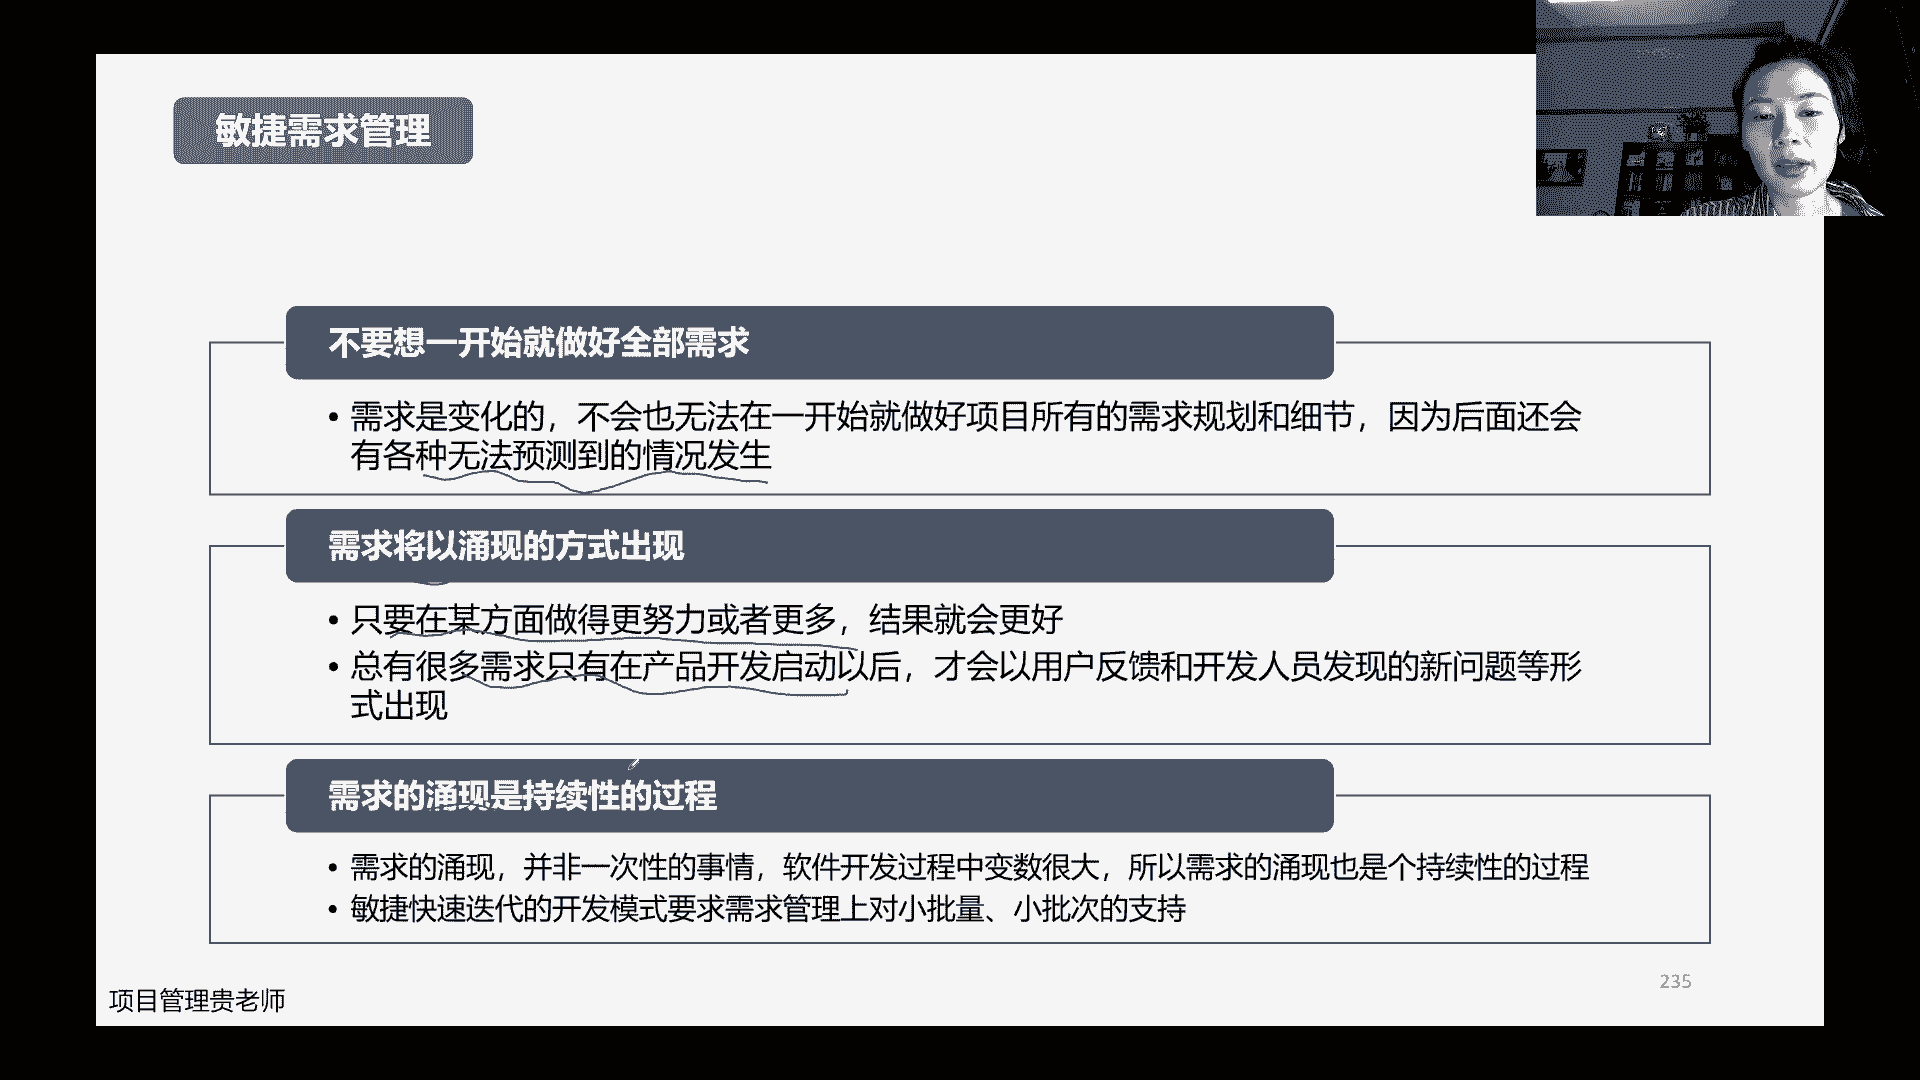 敏捷需求管理
不要想一开始就做好全部需求
• 需求是变化的，不会也无法在一开始就做好项目所有的需求规划和细节，因为后面还会
有各种无法预测到的情况发生
需求将以涌现的方式出现
• 只要在某方面做得更努力或者更多，结果就会更好
• 总有很多需求只有在产品开发启动以后，才会以用户反馈和开发人员发现的新问题等形
式出现
需求的涌现是持续性的过程
• 需求的涌现，并非一次性的事情，软件开发过程中变数很大，所以需求的涌现也是个持续性的过程
• 敏捷快速迭代的开发模式要求需求管理上对小批量、小批次的支持
235
项目管理贵老师